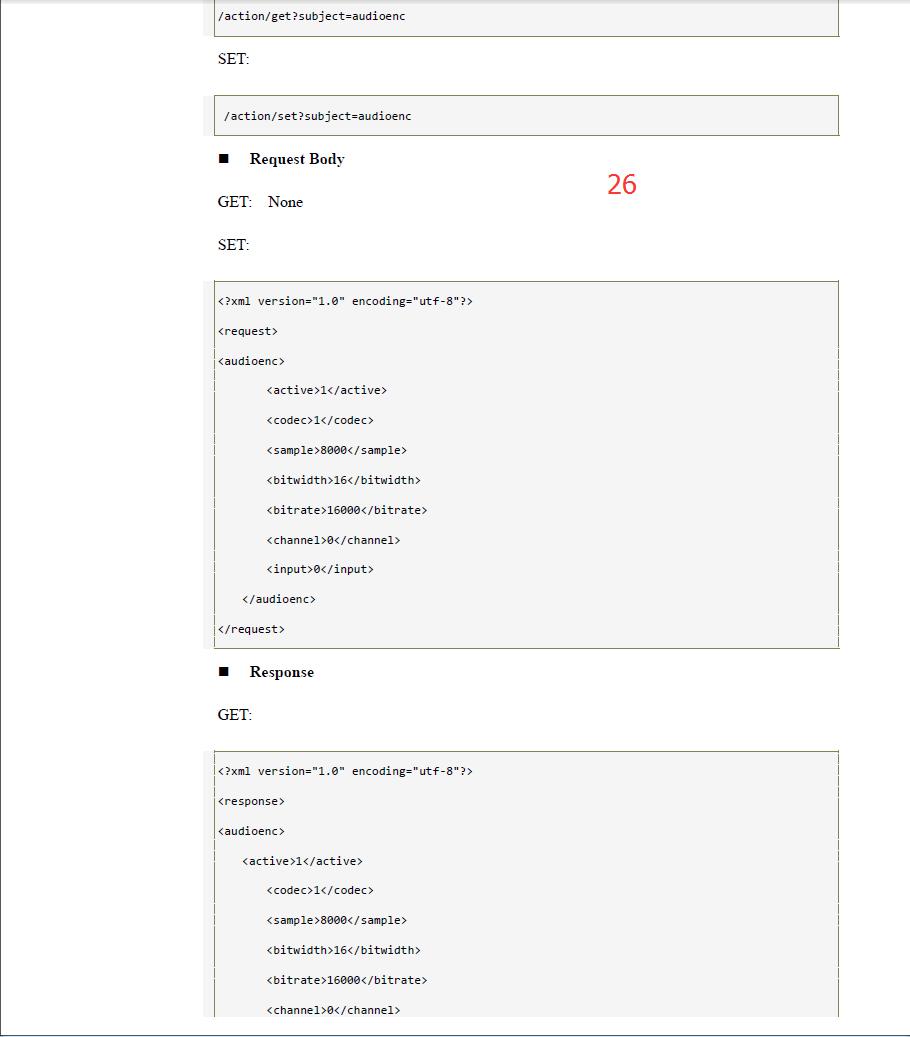 /action/get?subject=audioenc
SET:
/action/set?subject=audioenc
■ Request Body
26
GET: None
SET:
<?xml version="1.0" encoding="utf-8"?>
<request>
<audioenc>
<active>1</active>
<codec>1</codec>
<sample>8000</sample>
<bitwidth>16</bitwidth>
<bitrate>16000</bitrate>
<channel>0</channel>
<input>0</input>
</audioenc>
</request>
■ Response
GET:
<?xml version="1.0" encoding="utf-8"?>
<response>
<audioenc>
<active>1</active>
<codec>1</codec>
<sample>8000</sample>
<bitwidth>16</bitwidth>
<bitrate>16000</bitrate>
<channel>0</channel>